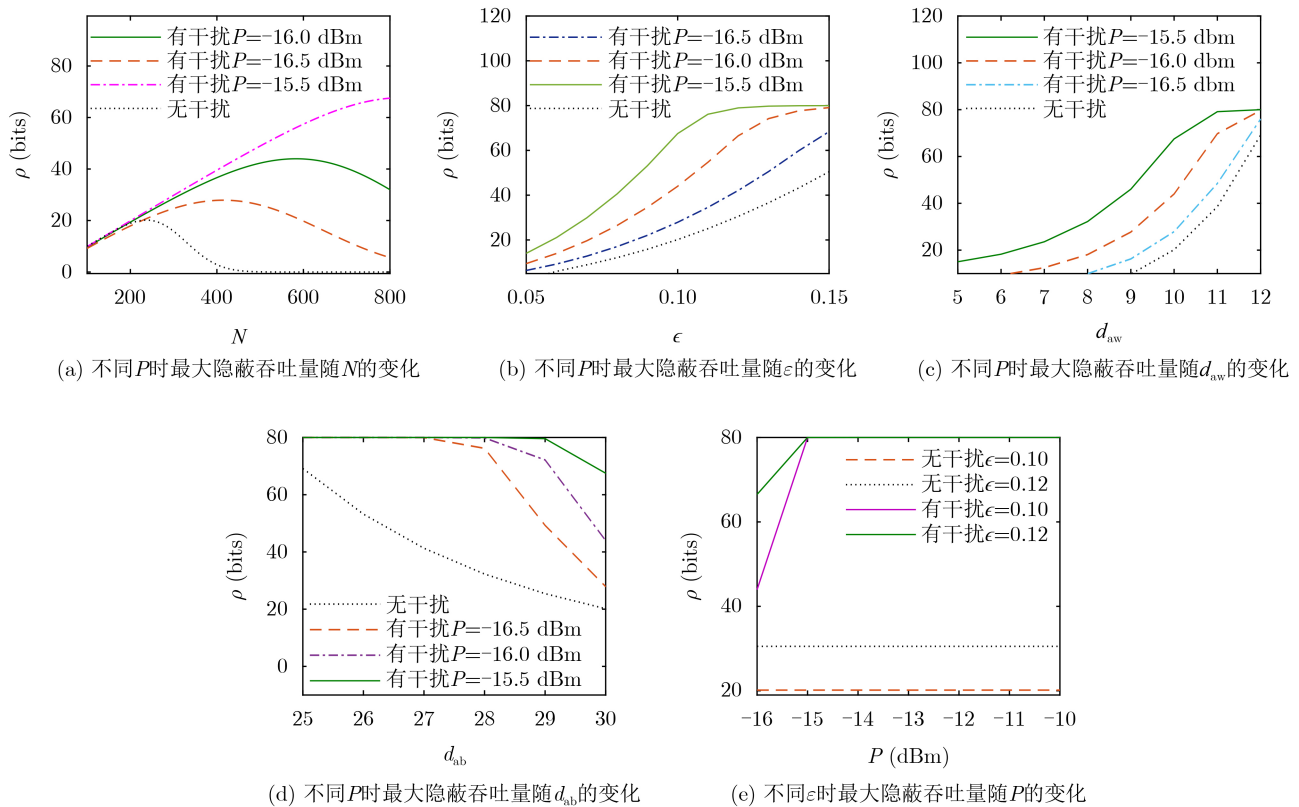 有干扰P=−16.0 dBm
有干扰P=−16.5 dBm
有干扰P=−15.5 dBm
无干扰
80
60
40
20
0
ρ (bits)
200
400
600
800
N
(a) 不同P时最大隐蔽吞吐量随N的变化
有干扰P=−16.5 dBm
有干扰P=−16.0 dBm
有干扰P=−15.5 dBm
无干扰
120
100
80
60
40
20
ρ (bits)
0.05
0.10
0.15
ϵ
(b) 不同P时最大隐蔽吞吐量随ε的变化
有干扰P=−15.5 dbm
有干扰P=−16.0 dbm
有干扰P=−16.5 dbm
无干扰
120
100
80
60
40
20
ρ (bits)
5
6
7
8
9
10
11
12
d_aw
(c) 不同P时最大隐蔽吞吐量随d_aw的变化
80
60
80
40
20
0
ρ (bits)
无干扰
有干扰P=−16.5 dBm
有干扰P=−16.0 dBm
有干扰P=−15.5 dBm
25
26
27
28
29
30
d_ab
(d) 不同P时最大隐蔽吞吐量随d_ab的变化
80
60
40
20
ρ (bits)
无干扰ϵ=0.10
无干扰ϵ=0.12
有干扰ϵ=0.10
有干扰ϵ=0.12
−16
−15
−14
−13
−12
−11
−10
P (dBm)
(e) 不同ε时最大隐蔽吞吐量随P的变化